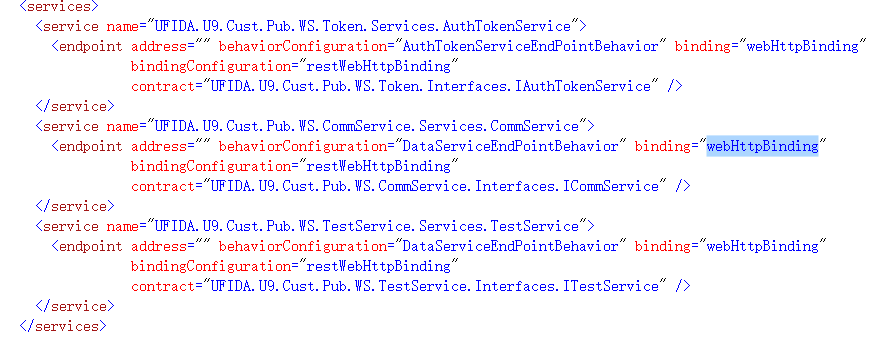 <services>
<service name="UFIDA.U9.Cust.Pub.WS.Token.Services.AuthTokenService">
<endpoint address="" behaviorConfiguration="AuthTokenServiceEndPointBehavior" binding="webHttpBinding"
bindingConfiguration="restWebHttpBinding"
contract="UFIDA.U9.Cust.Pub.WS.Token.Interfaces.IAuthTokenService" />
</service>
<service name="UFIDA.U9.Cust.Pub.WS.CommService.Services.CommService">
<endpoint address="" behaviorConfiguration="DataServiceEndPointBehavior" binding="webHttpBinding"
bindingConfiguration="restWebHttpBinding"
contract="UFIDA.U9.Cust.Pub.WS.CommService.Interfaces.ICommService" />
</service>
<service name="UFIDA.U9.Cust.Pub.WS.TestService.Services.TestService">
<endpoint address="" behaviorConfiguration="DataServiceEndPointBehavior" binding="webHttpBinding"
bindingConfiguration="restWebHttpBinding"
contract="UFIDA.U9.Cust.Pub.WS.TestService.Interfaces.ITestService" />
</service>
</services>